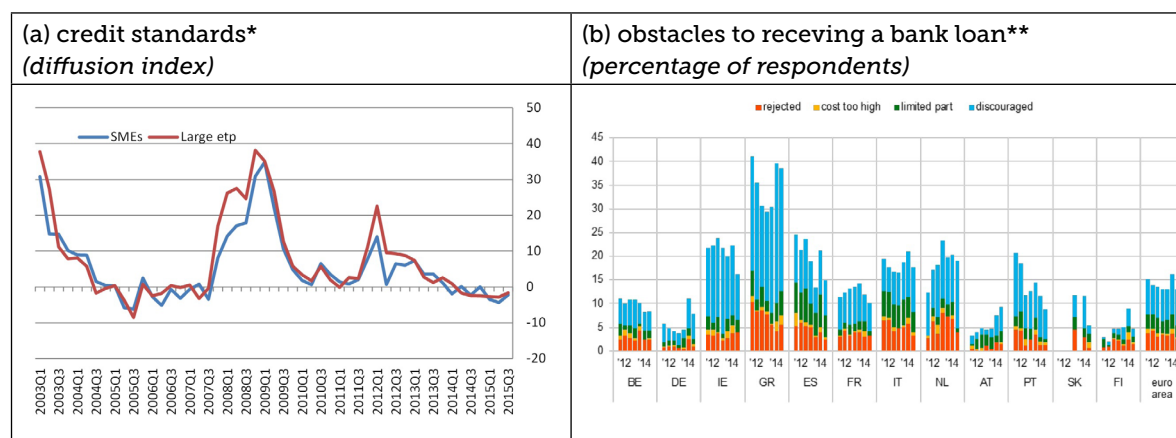 (a) credit standards*
(diffusion index)
(b) obstacles to receving a bank loan**
(percentage of respondents)
50
40
30
20
10
0
-10
-20
SMEs
Large etp
2003Q1
2003Q3
2004Q1
2004Q3
2005Q1
2005Q3
2006Q1
2006Q3
2007Q1
2007Q3
2008Q1
2008Q3
2009Q1
2009Q3
2010Q1
2010Q3
2011Q1
2011Q3
2012Q1
2012Q3
2013Q1
2013Q3
2014Q1
2014Q3
2015Q1
2015Q3
rejected cost too high limited part discouraged
45
40
35
30
25
20
15
10
5
0
'12 '14 '12 '14 '12 '14 '12 '14 '12 '14 '12 '14 '12 '14 '12 '14 '12 '14 '12 '14 '12 '14 '12 '14 '12 '14
BE DE IE GR ES FR IT NL AT PT SK FI euro
area